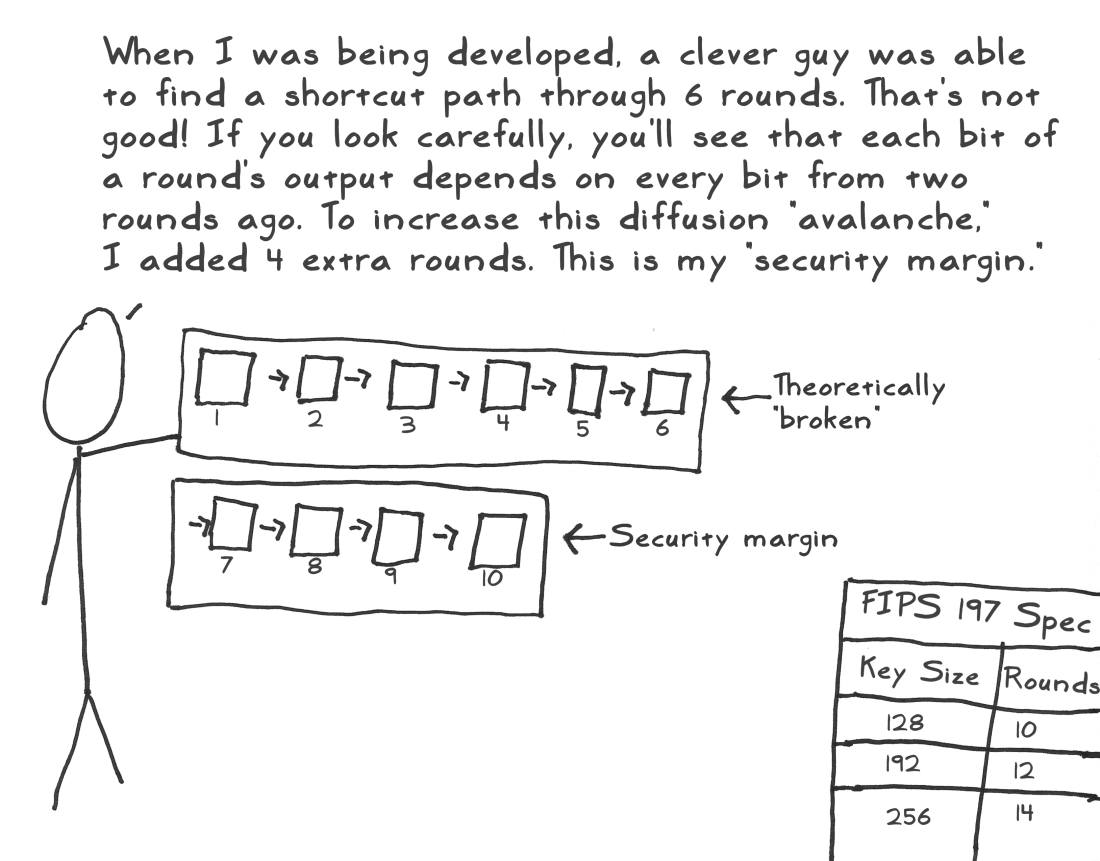 When I was being developed, a clever guy was able
to find a shortcut path through 6 rounds. That's not
good! If you look carefully, you'll see that each bit of
a round's output depends on every bit from two
rounds ago. To increase this diffusion "avalanche,"
I added 4 extra rounds. This is my "security margin."
1 2 3 4 5 6
Theoretically
"broken"
7 8 9 10
Security margin
FIPS 197 Spec
Key Size Rounds
128 10
192 12
256 14